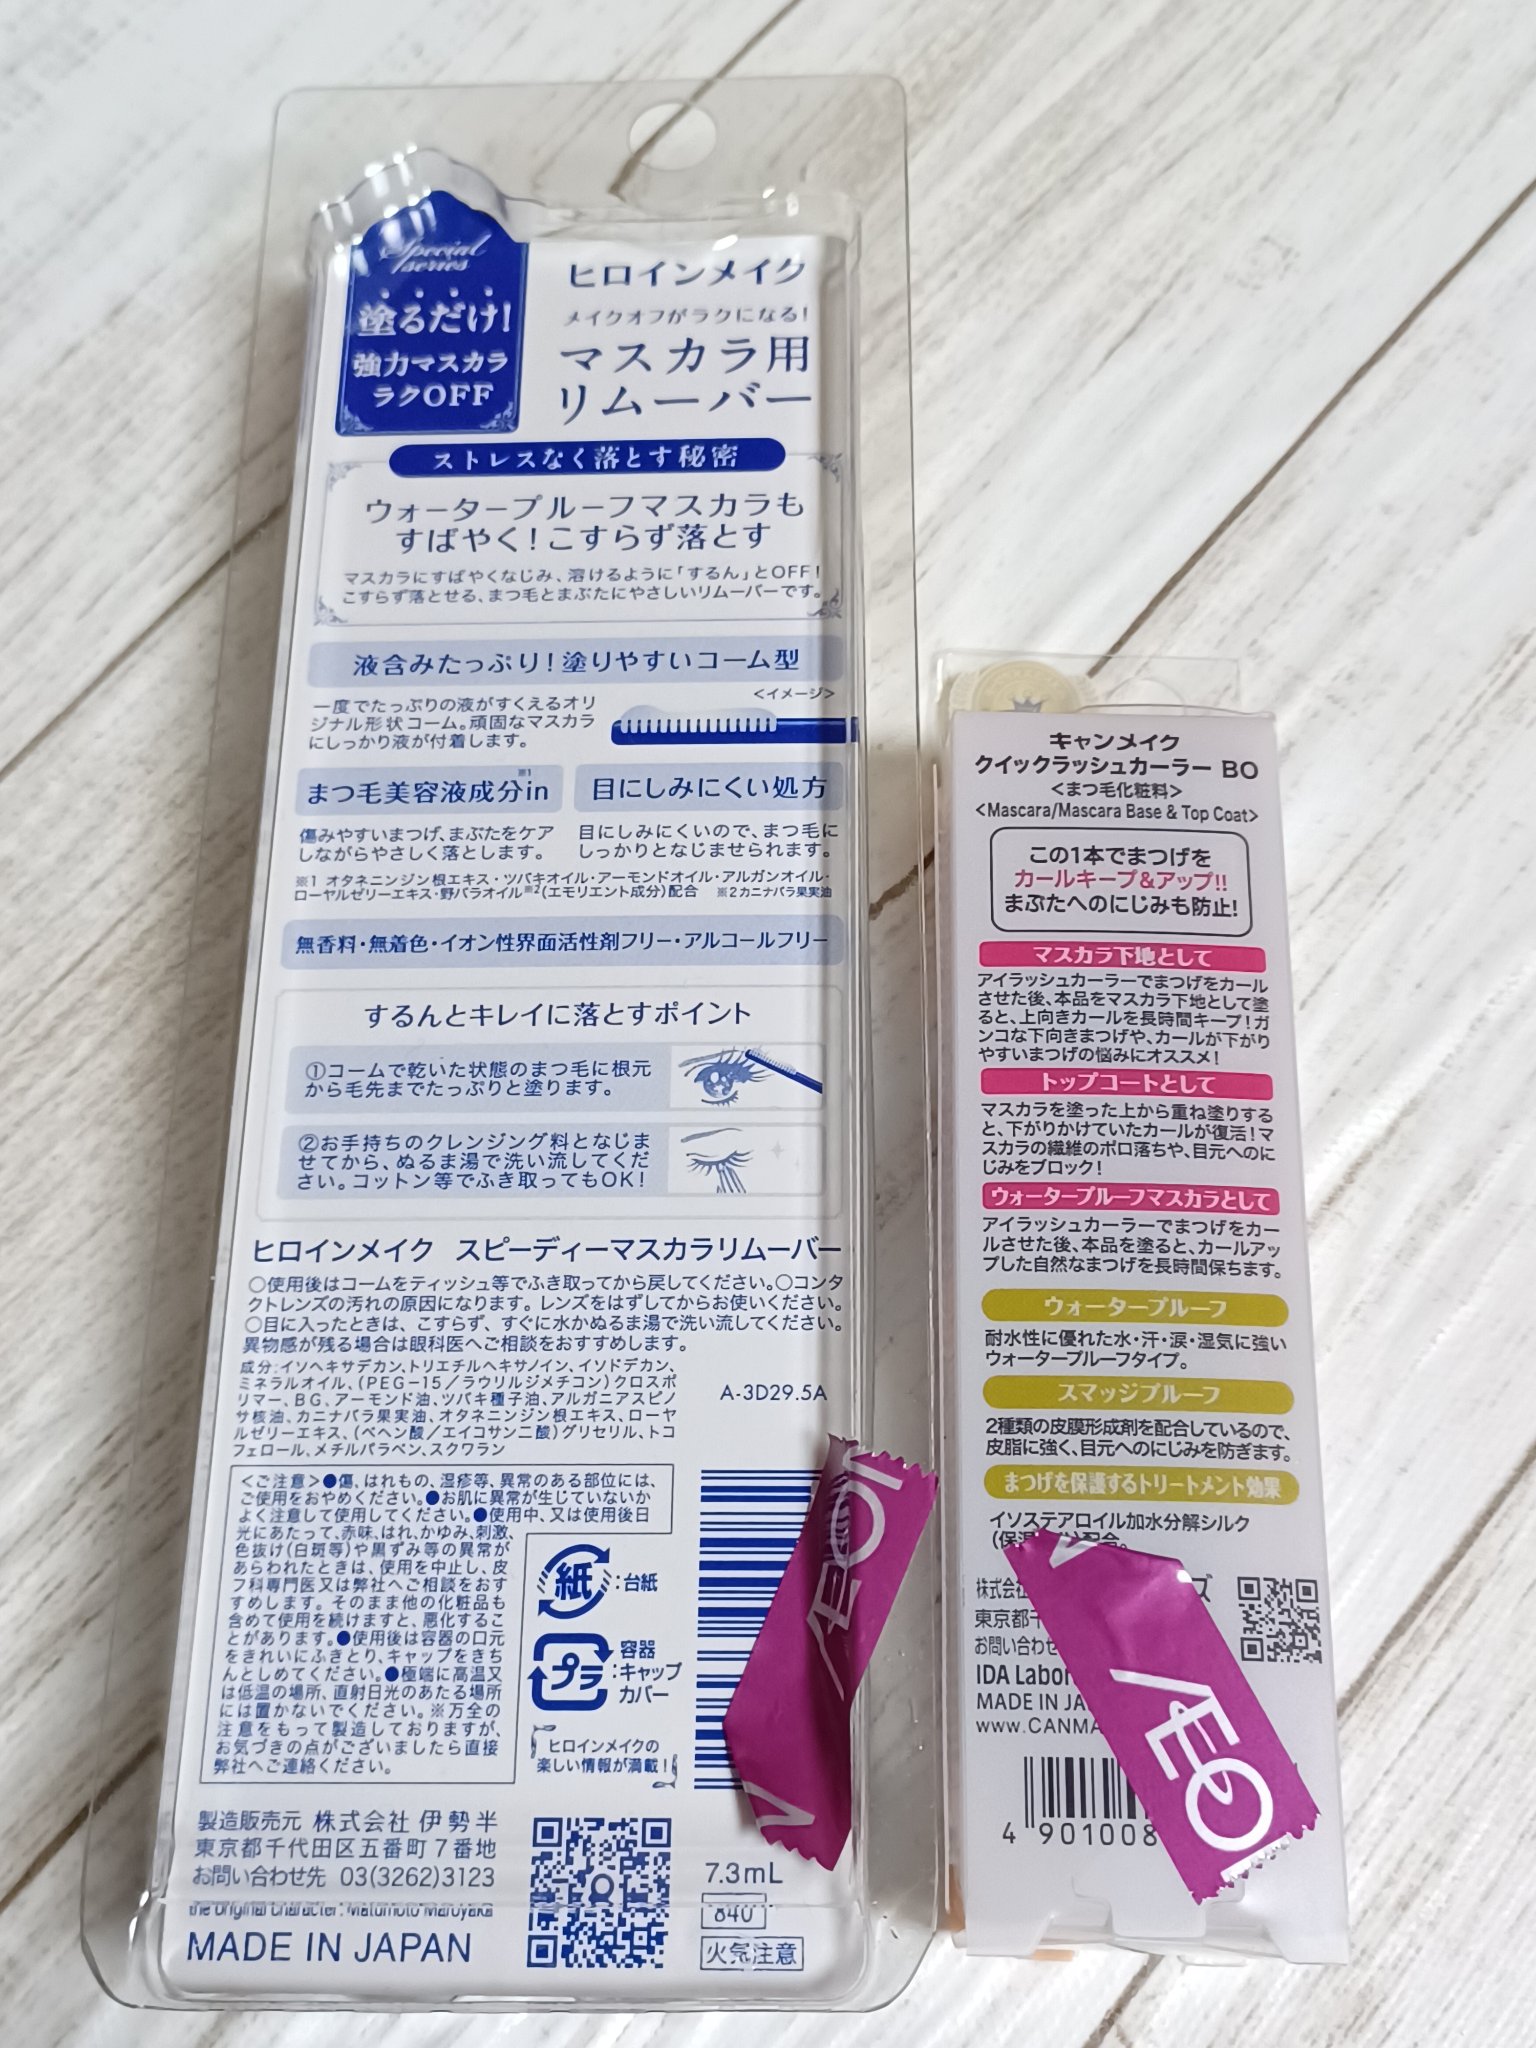 Special series
塗るだけ!
強力マスカラ
ラクOFF
ヒロインメイク
メイクオフがラクになる!
マスカラ用
リムーバー
ストレスなく落とす秘密
ウォータープルーフマスカラも
すばやく!こすらず落とす
マスカラにすばやくなじみ、溶けるように「するん」とOFF!
こすらず落とせる、まつ毛とまぶたにやさしいリムーバーです。
液含みたっぷり!塗りやすいコーム型
一度でたっぷりの液がすくえるオリ
ジナル形状コーム。頑固なマスカラ
にしっかり液が付着します。
<イメージ>
まつ毛美容液成分※1in
傷みやすいまつげ、まぶたをケア
しながらやさしく落とします。
目にしみにくい処方
目にしみにくいので、まつ毛に
しっかりとなじませられます。
※1 オタネニンジン根エキス・ツバキオイル・アーモンドオイル・アルガンオイル・
ローヤルゼリーエキス・野バラオイル※2(エモリエント成分)配合 ※2カニナバラ果実油
無香料・無着色・イオン性界面活性剤フリー・アルコールフリー
するんとキレイに落とすポイント
①コームで乾いた状態のまつ毛に根元
から毛先までたっぷりと塗ります。
②お手持ちのクレンジング料となじま
せてから、ぬるま湯で洗い流してくだ
さい。コットン等でふき取ってもOK!
ヒロインメイク スピーディーマスカラリムーバー
○使用後はコームをティッシュ等でふき取ってから戻してください。○コンタ
クトレンズの汚れの原因になります。レンズをはずしてからお使いください。
○目に入ったときは、こすらず、すぐに水かぬるま湯で洗い流してください。
異物感が残る場合は眼科医へご相談をおすすめします。
成分:イソヘキサデカン、トリエチルヘキサノイン、イソドデカン、
ミネラルオイル、(PEG-15/ラウリルジメチコン)クロスポ
リマー、BG、アーモンド油、ツバキ種子油、アルガニアスピノ
サ核油、カニナバラ果実油、オタネニンジン根エキス、ローヤ
ルゼリーエキス、(ベヘン酸/エイコサン二酸)グリセリル、トコ
フェロール、メチルパラベン、スクワラン
A-3D29.5A
<ご注意>●傷、はれもの、湿疹等、異常のある部位には、
ご使用をおやめください。●お肌に異常が生じていないか
よく注意して使用してください。●使用中、又は使用後日
光にあたって、赤味、はれ、かゆみ、刺激、
色抜け(白斑等)や黒ずみ等の異常が
あらわれたときは、使用を中止し、皮
フ科専門医又は弊社へご相談をおす
すめします。そのまま他の化粧品も
含めて使用を続けますと、悪化するこ
とがあります。●使用後は容器の口元
をきれいにふきとり、キャップをきち
んとしめてください。●極端に高温又
は低温の場所、直射日光のあたる場所
には置かないでください。※万全の
注意をもって製造しておりますが、
お気づきの点がございましたら直接
弊社へご連絡ください。
紙:台紙
プラ:容器
キャップ
カバー
ヒロインメイクの
楽しい情報が満載!
製造販売元 株式会社 伊勢半
東京都千代田区五番町7番地
お問い合わせ先 03(3262)3123
the original character: Matumoto Maruyaka
MADE IN JAPAN
7.3mL
840
火気注意
ÆON
キャンメイク
クイックラッシュカーラー BO
<まつ毛化粧料>
<Mascara/Mascara Base & Top Coat>
この1本でまつげを
カールキープ&アップ!!
まぶたへのにじみも防止!
マスカラ下地として
アイラッシュカーラーでまつげをカール
させた後、本品をマスカラ下地として塗
ると、上向きカールを長時間キープ!ガ
ンコな下向きまつげや、カールが下がり
やすいまつげの悩みにオススメ!
トップコートとして
マスカラを塗った上から重ね塗りする
と、下がりかけていたカールが復活!マ
スカラの繊維のポロ落ちや、目元へのに
じみをブロック!
ウォータープルーフマスカラとして
アイラッシュカーラーでまつげをカー
ルさせた後、本品を塗ると、カールアッ
プした自然なまつげを長時間保ちます。
ウォータープルーフ
耐水性に優れた水・汗・涙・湿気に強い
ウォータープルーフタイプ。
スマッジプルーフ
2種類の皮膜形成剤を配合しているので、
皮脂に強く、目元へのにじみを防ぎます。
まつげを保護するトリートメント効果
イソステアロイル加水分解シルク
(保湿 配合。
株式会 ズ
東京都千
お問い合わせ
IDA Labor
MADE IN JA
www.CANMA
4 901008
ÆON